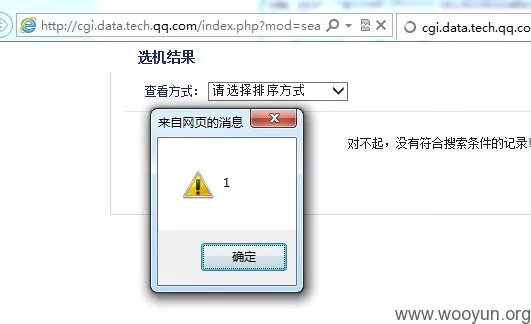 http://cgi.data.tech.qq.com/index.php?mod=sea
cgi.data.tech.qq.co
选机结果
查看方式：
请选择排序方式
来自网页的消息
对不起，没有符合搜索条件的记录!
1
确定
www.wooyun.org